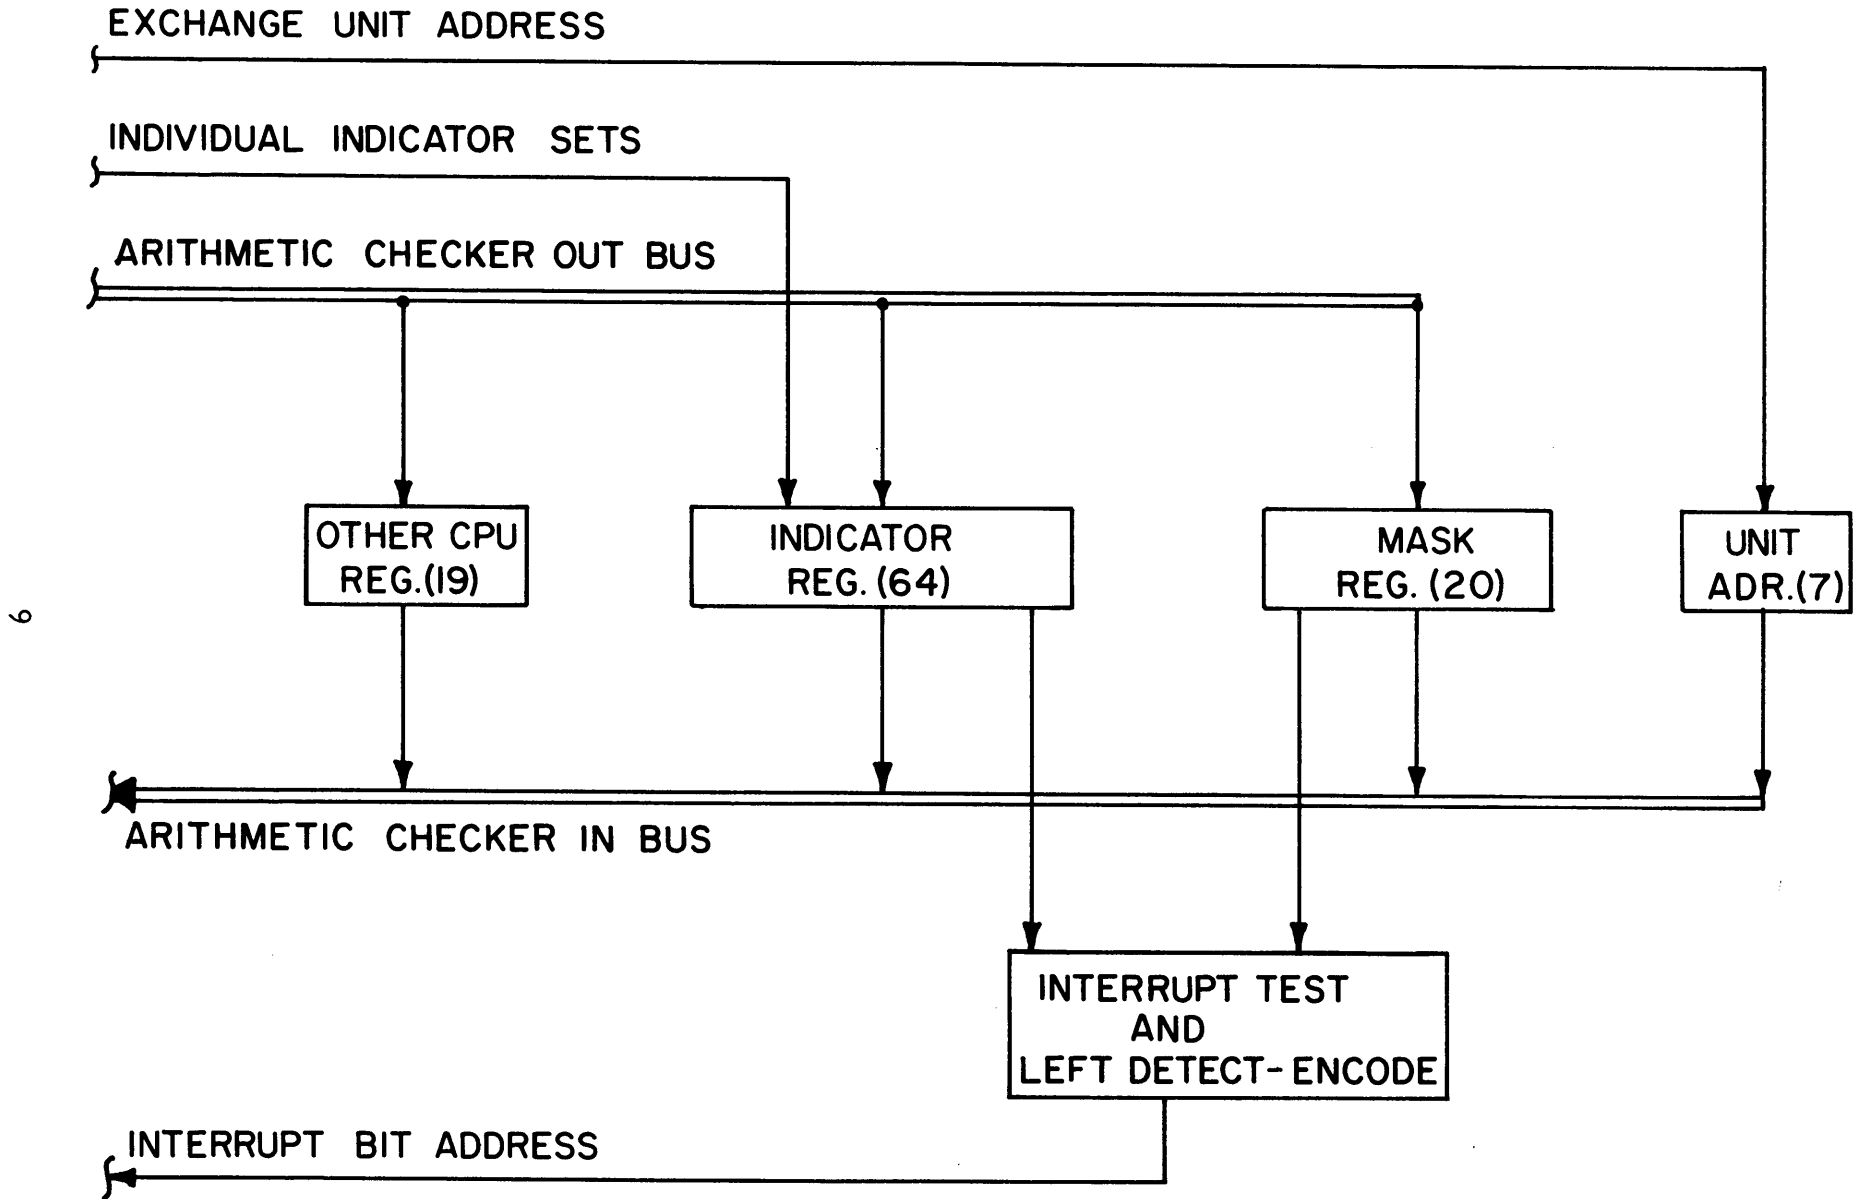 EXCHANGE UNIT ADDRESS
INDIVIDUAL INDICATOR SETS
ARITHMETIC CHECKER OUT BUS
OTHER CPU
REG.(19)
INDICATOR
REG.(64)
MASK
REG.(20)
UNIT
ADR.(7)
6
ARITHMETIC CHECKER IN BUS
INTERRUPT TEST
AND
LEFT DETECT-ENCODE
INTERRUPT BIT ADDRESS